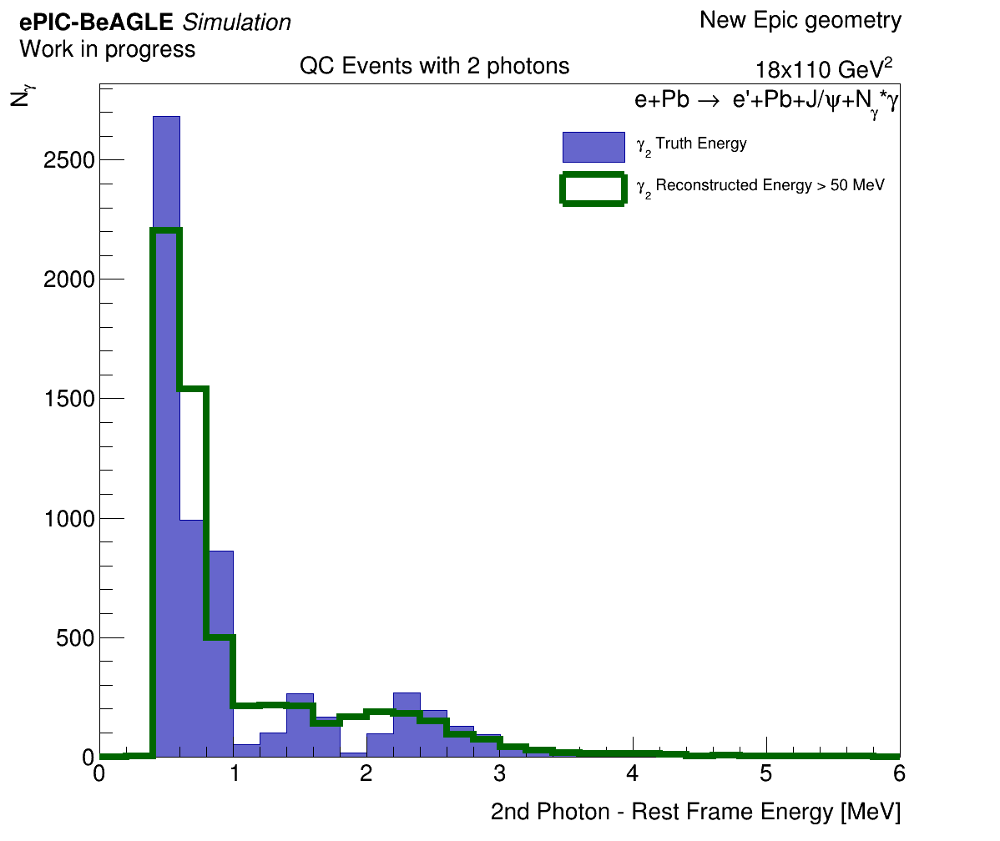 ePIC-BeAGLE Simulation
New Epic geometry
Work in progress
QC Events with 2 photons
18x110 GeV²
Nγ
e+Pb → e'+Pb+J/ψ+Nγ*γ
γ₂ Truth Energy
γ₂ Reconstructed Energy > 50 MeV
2500
2000
1500
1000
500
0
0 1 2 3 4 5 6
2nd Photon - Rest Frame Energy [MeV]